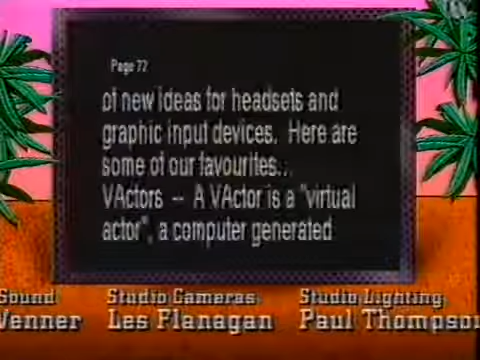 Page 72
of new ideas for headsets and
graphic input devices. Here are
some of our favourites...
VActors -- A VActor is a "virtual
actor", a computer generated
Sound Studio Cameras Studio Lighting
Venner Les Flanagan Paul Thompson